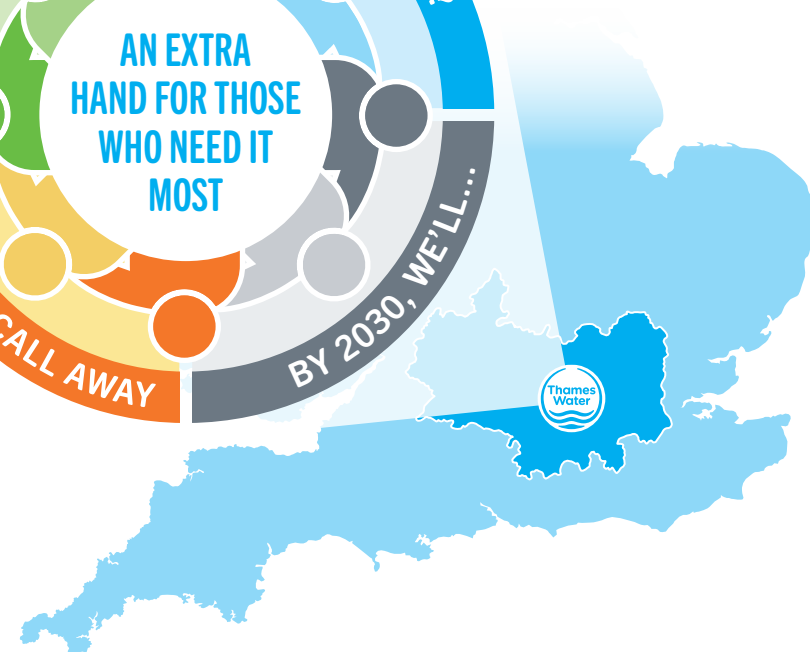 AN EXTRA
HAND FOR THOSE
WHO NEED IT
MOST
BY 2030, WE'LL...
CALL AWAY
Thames
Water